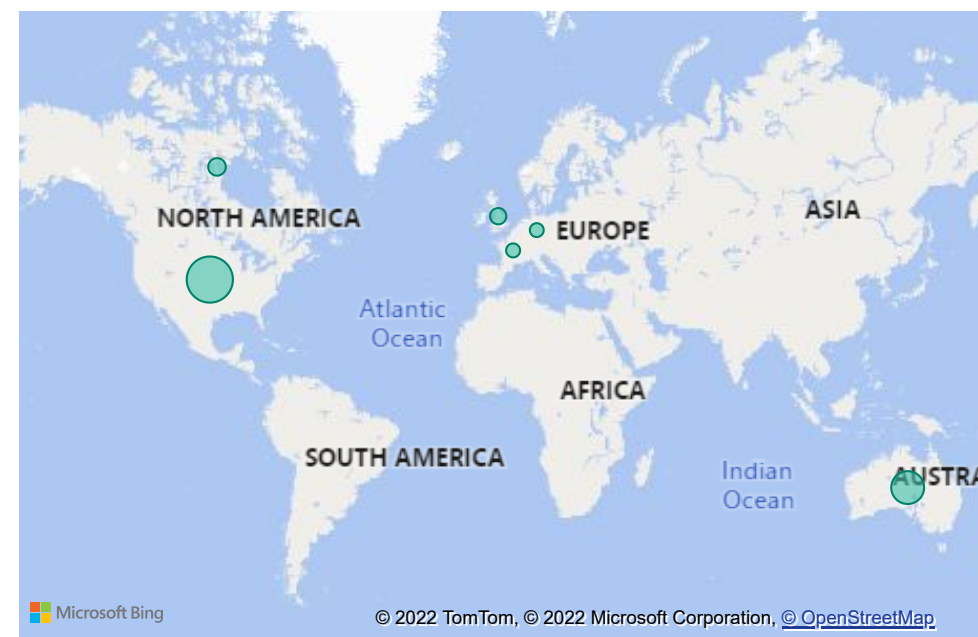 NORTH AMERICA
ASIA
EUROPE
Atlantic
Ocean
AFRICA
SOUTH AMERICA
Indian
Ocean
AUSTRA
Microsoft Bing
© 2022 TomTom, © 2022 Microsoft Corporation, © OpenStreetMap